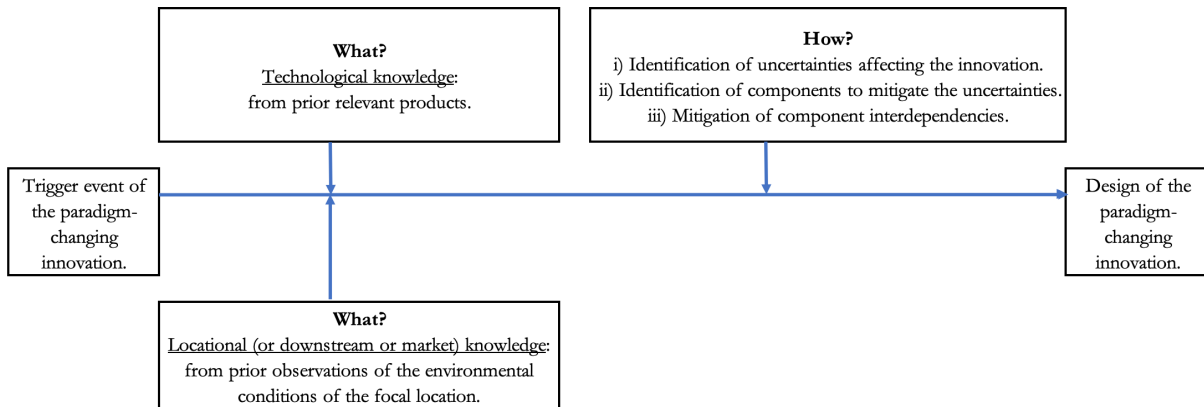 What?
Technological knowledge:
from prior relevant products.
How?
i) Identification of uncertainties affecting the innovation.
ii) Identification of components to mitigate the uncertainties.
iii) Mitigation of component interdependencies.
Trigger event of
the paradigm-
changing
innovation.
Design of the
paradigm-
changing
innovation.
What?
Locational (or downstream or market) knowledge:
from prior observations of the environmental
conditions of the focal location.